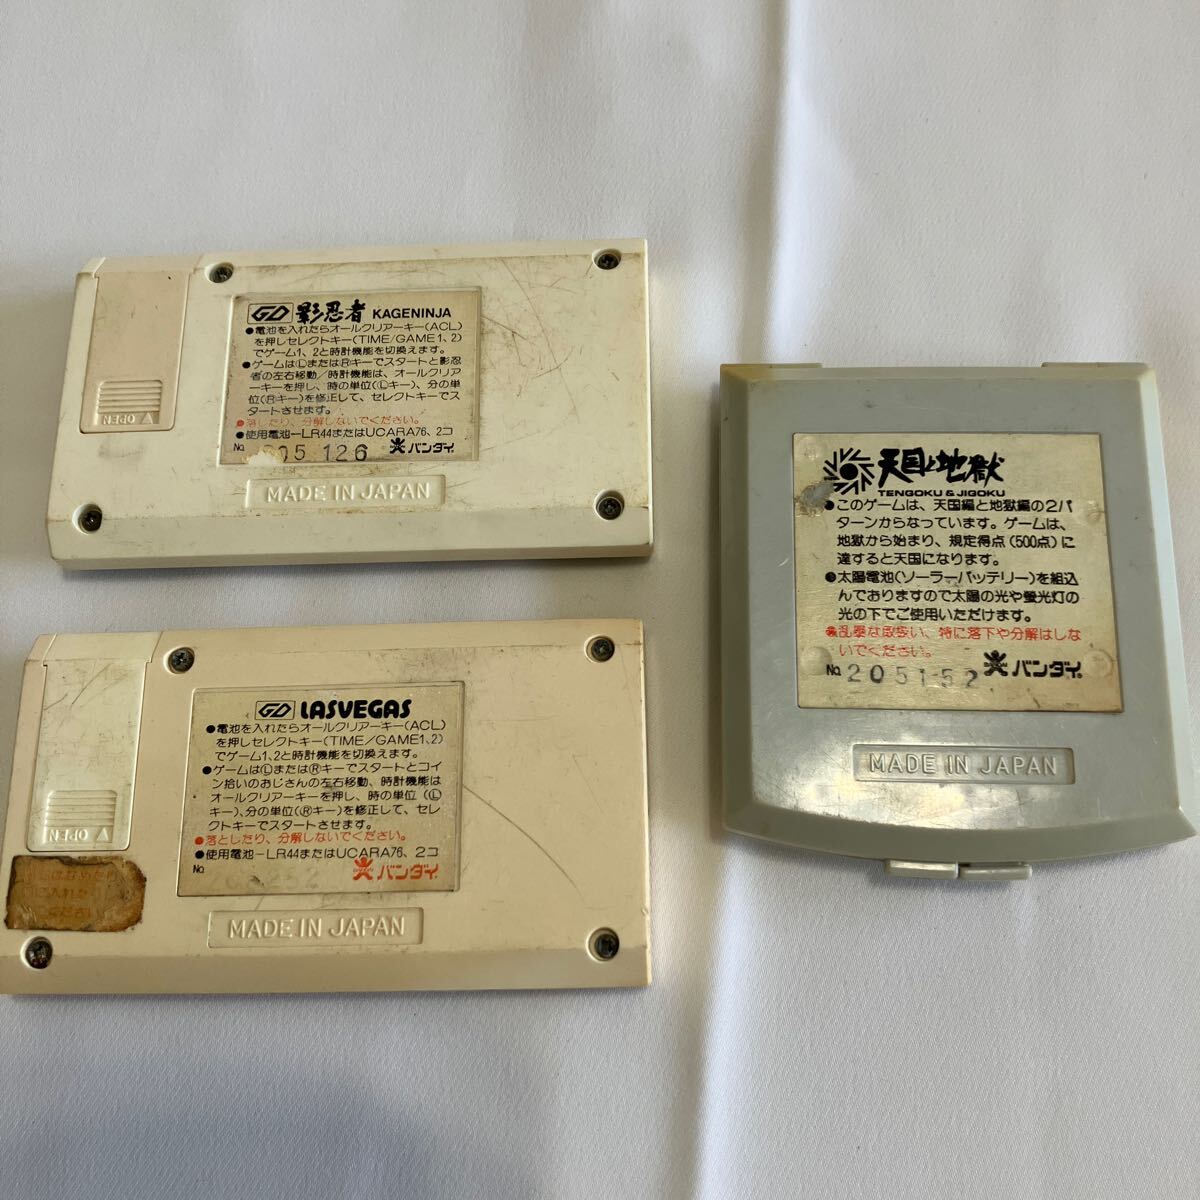 GD 影忍者 KAGENINJA
●電池を入れたらオールクリアーキー(ACL)
を押しセレクトキー(TIME/GAME1、2)
でゲーム1、2と時計機能を切換えます。
●ゲームはⓁまたはⓇキーでスタートと影忍
者の左右移動/時計機能は、オールクリア
ーキーを押し、時の単位(Ⓛキー)、分の単
位(Ⓡキー)を修正して、セレクトキーでス
タートさせます。
●落したり、分解しないでください。
●使用電池−LR44またはUCARA76、2コ
No. 05 126 バンダイ
MADE IN JAPAN
OPEN
GD LASVEGAS
●電池を入れたらオールクリアーキー(ACL)
を押しセレクトキー(TIME/GAME1、2)
でゲーム1、2と時計機能を切換えます。
●ゲームはⓁまたはⓇキーでスタートとコイ
ン拾いのおじさんの左右移動、時計機能は
オールクリアーキーを押し、時の単位(Ⓛ
キー)、分の単位(Ⓡキー)を修正して、セレ
クトキーでスタートさせます。
●落としたり、分解しないでください。
●使用電池−LR44またはUCARA76、2コ
No. バンダイ
MADE IN JAPAN
OPEN
ください
天国と地獄
TENGOKU & JIGOKU
●このゲームは、天国編と地獄編の2パ
ターンからなっています。ゲームは、
地獄から始まり、規定得点(500点)に
達すると天国になります。
●太陽電池(ソーラーバッテリー)を組込
んでおりますので太陽の光や螢光灯の
光の下でご使用いただけます。
●乱暴な取扱い、特に落下や分解はしな
いでください。
No. 205152 バンダイ
MADE IN JAPAN